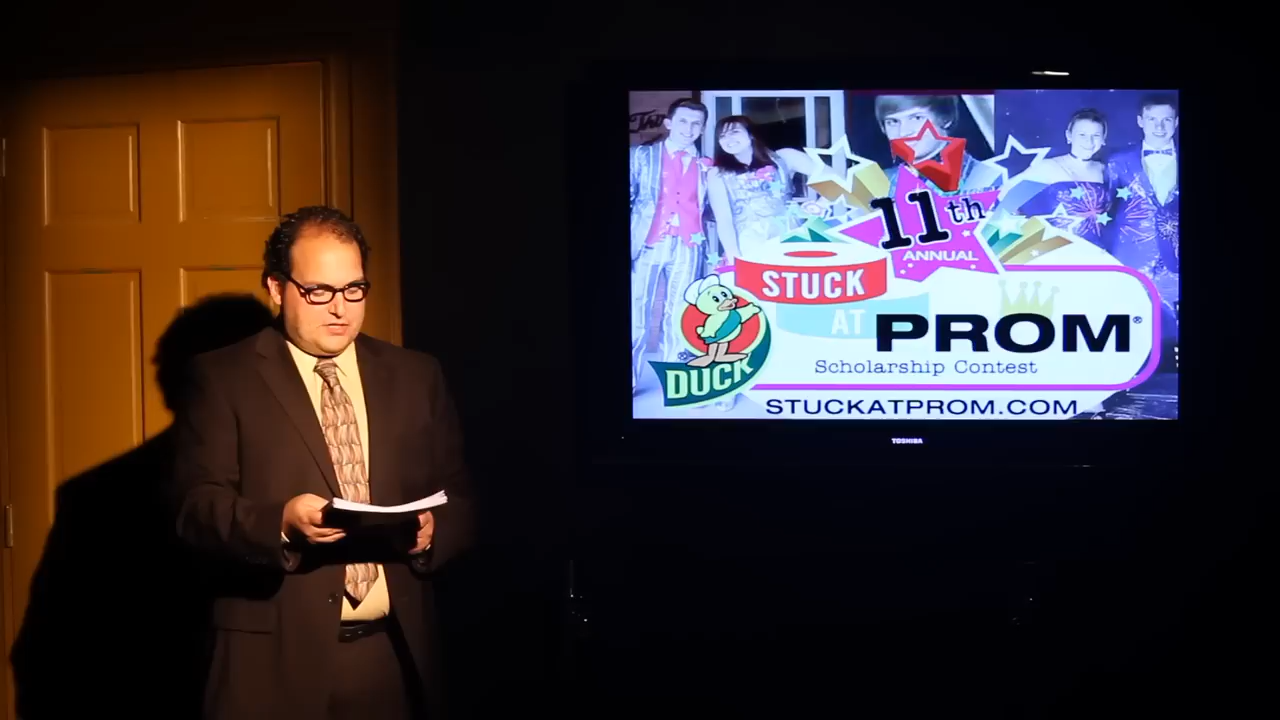 11th
ANNUAL
STUCK
AT
PROM®
Scholarship Contest
®
DUCK
STUCKATPROM.COM
TOSHIBA